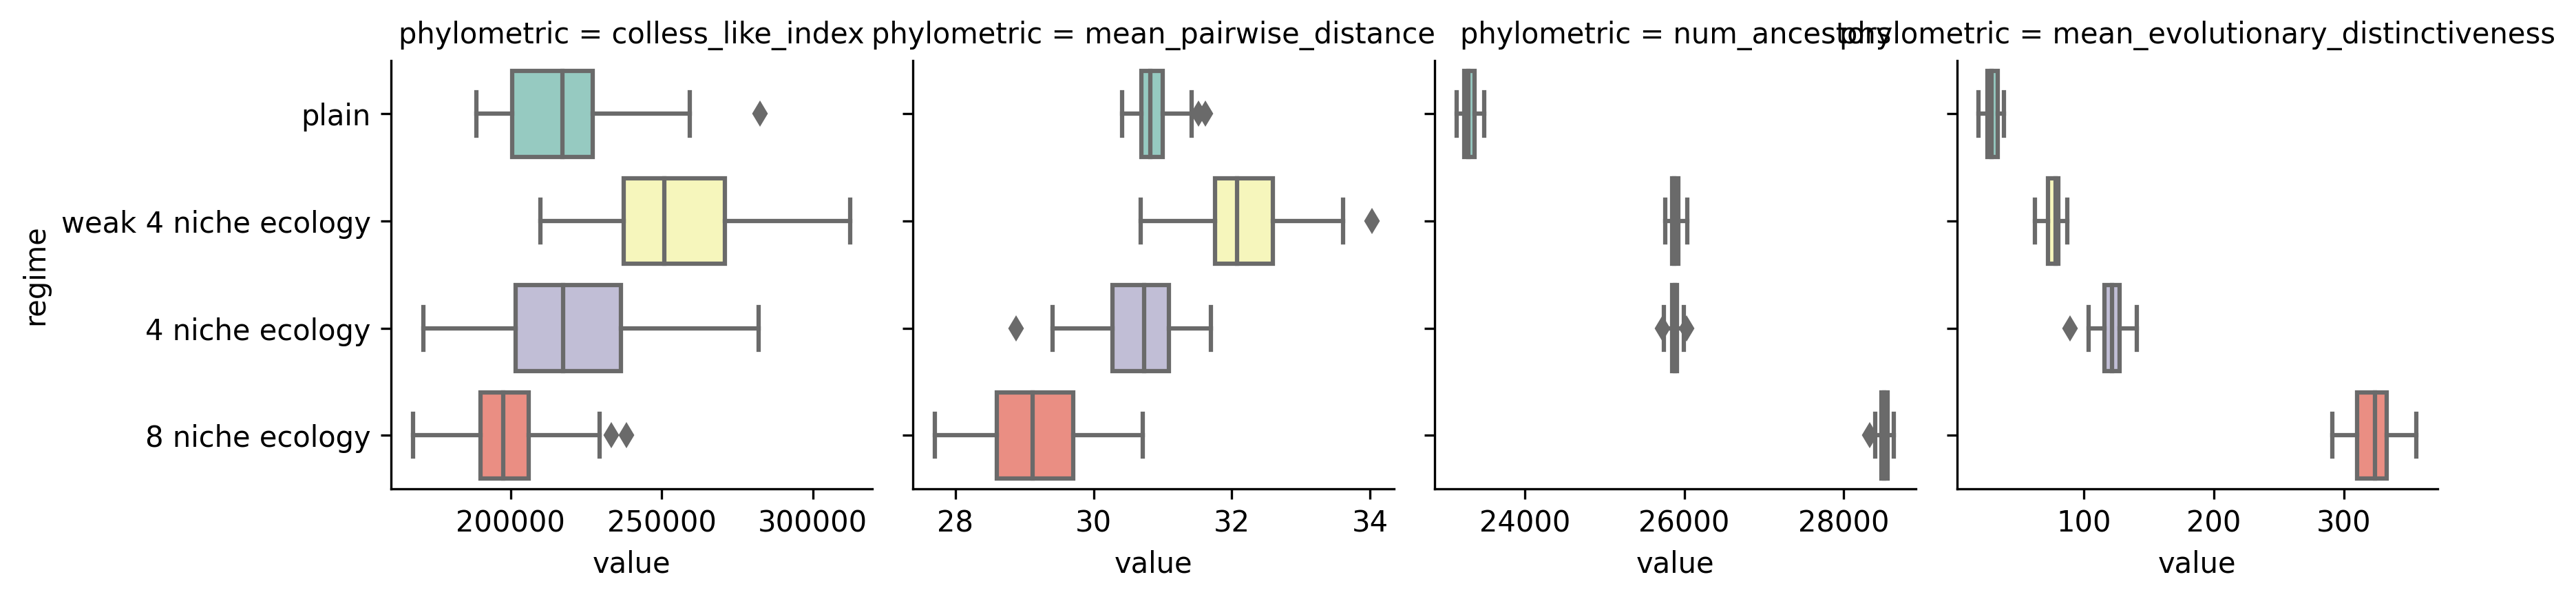 phylometric = colless_like_index
phylometric = mean_pairwise_distance
phylometric = num_ancestors
phylometric = mean_evolutionary_distinctiveness
regime
plain
weak 4 niche ecology
4 niche ecology
8 niche ecology
200000 250000 300000
28 30 32 34
24000 26000 28000
100 200 300
value
value
value
value